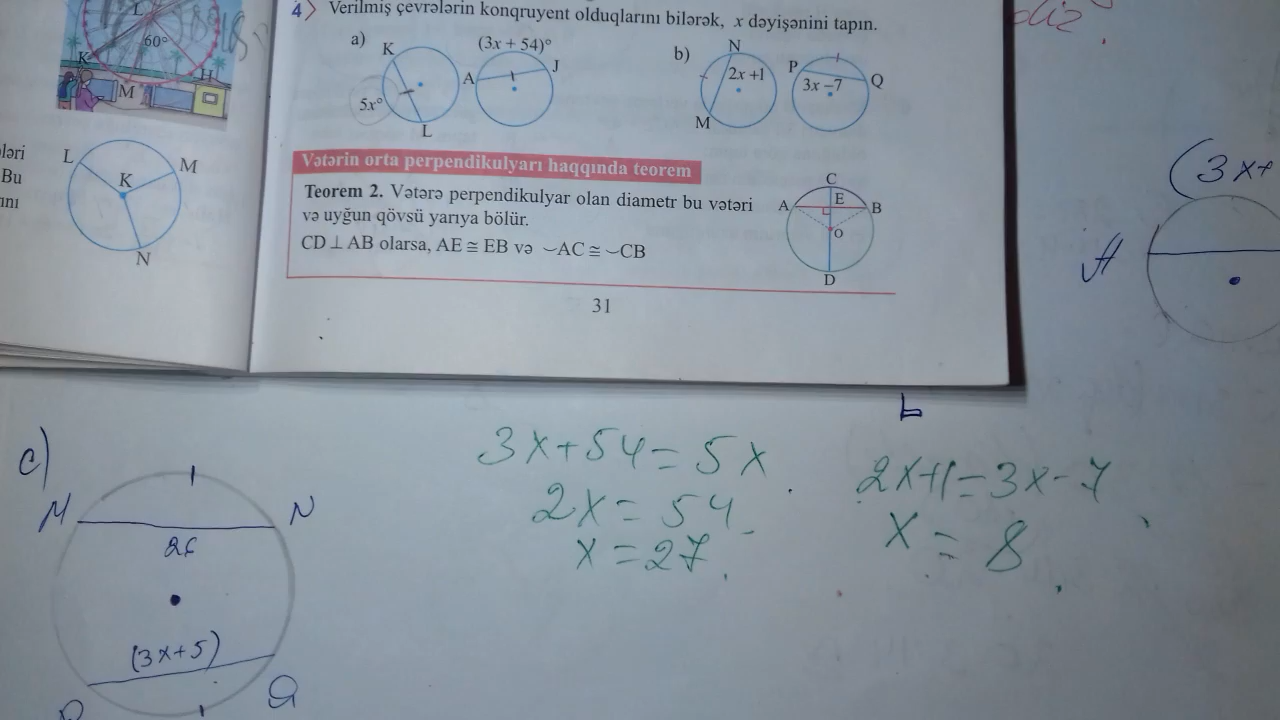 4) Verilmiş çevrələrin konqruyent olduqlarını bilərək, x dəyişənini tapın.
a) K (3x + 54)° A J 5x° L
b) N 2x +1 M P 3x −7 Q
60°
K
M
H
L M K N
Bu
Vətərin orta perpendikulyarı haqqında teorem
Teorem 2. Vətərə perpendikulyar olan diametr bu vətəri
və uyğun qövsü yarıya bölür.
CD ⊥ AB olarsa, AE ≅ EB və ⌣AC ≅ ⌣CB
C A E B O D
31
(3x+
A
c)
M N
(3x+5)
Q
3x+54=5x
2x=54
x=27
b
2x+1=3x-7
x=8